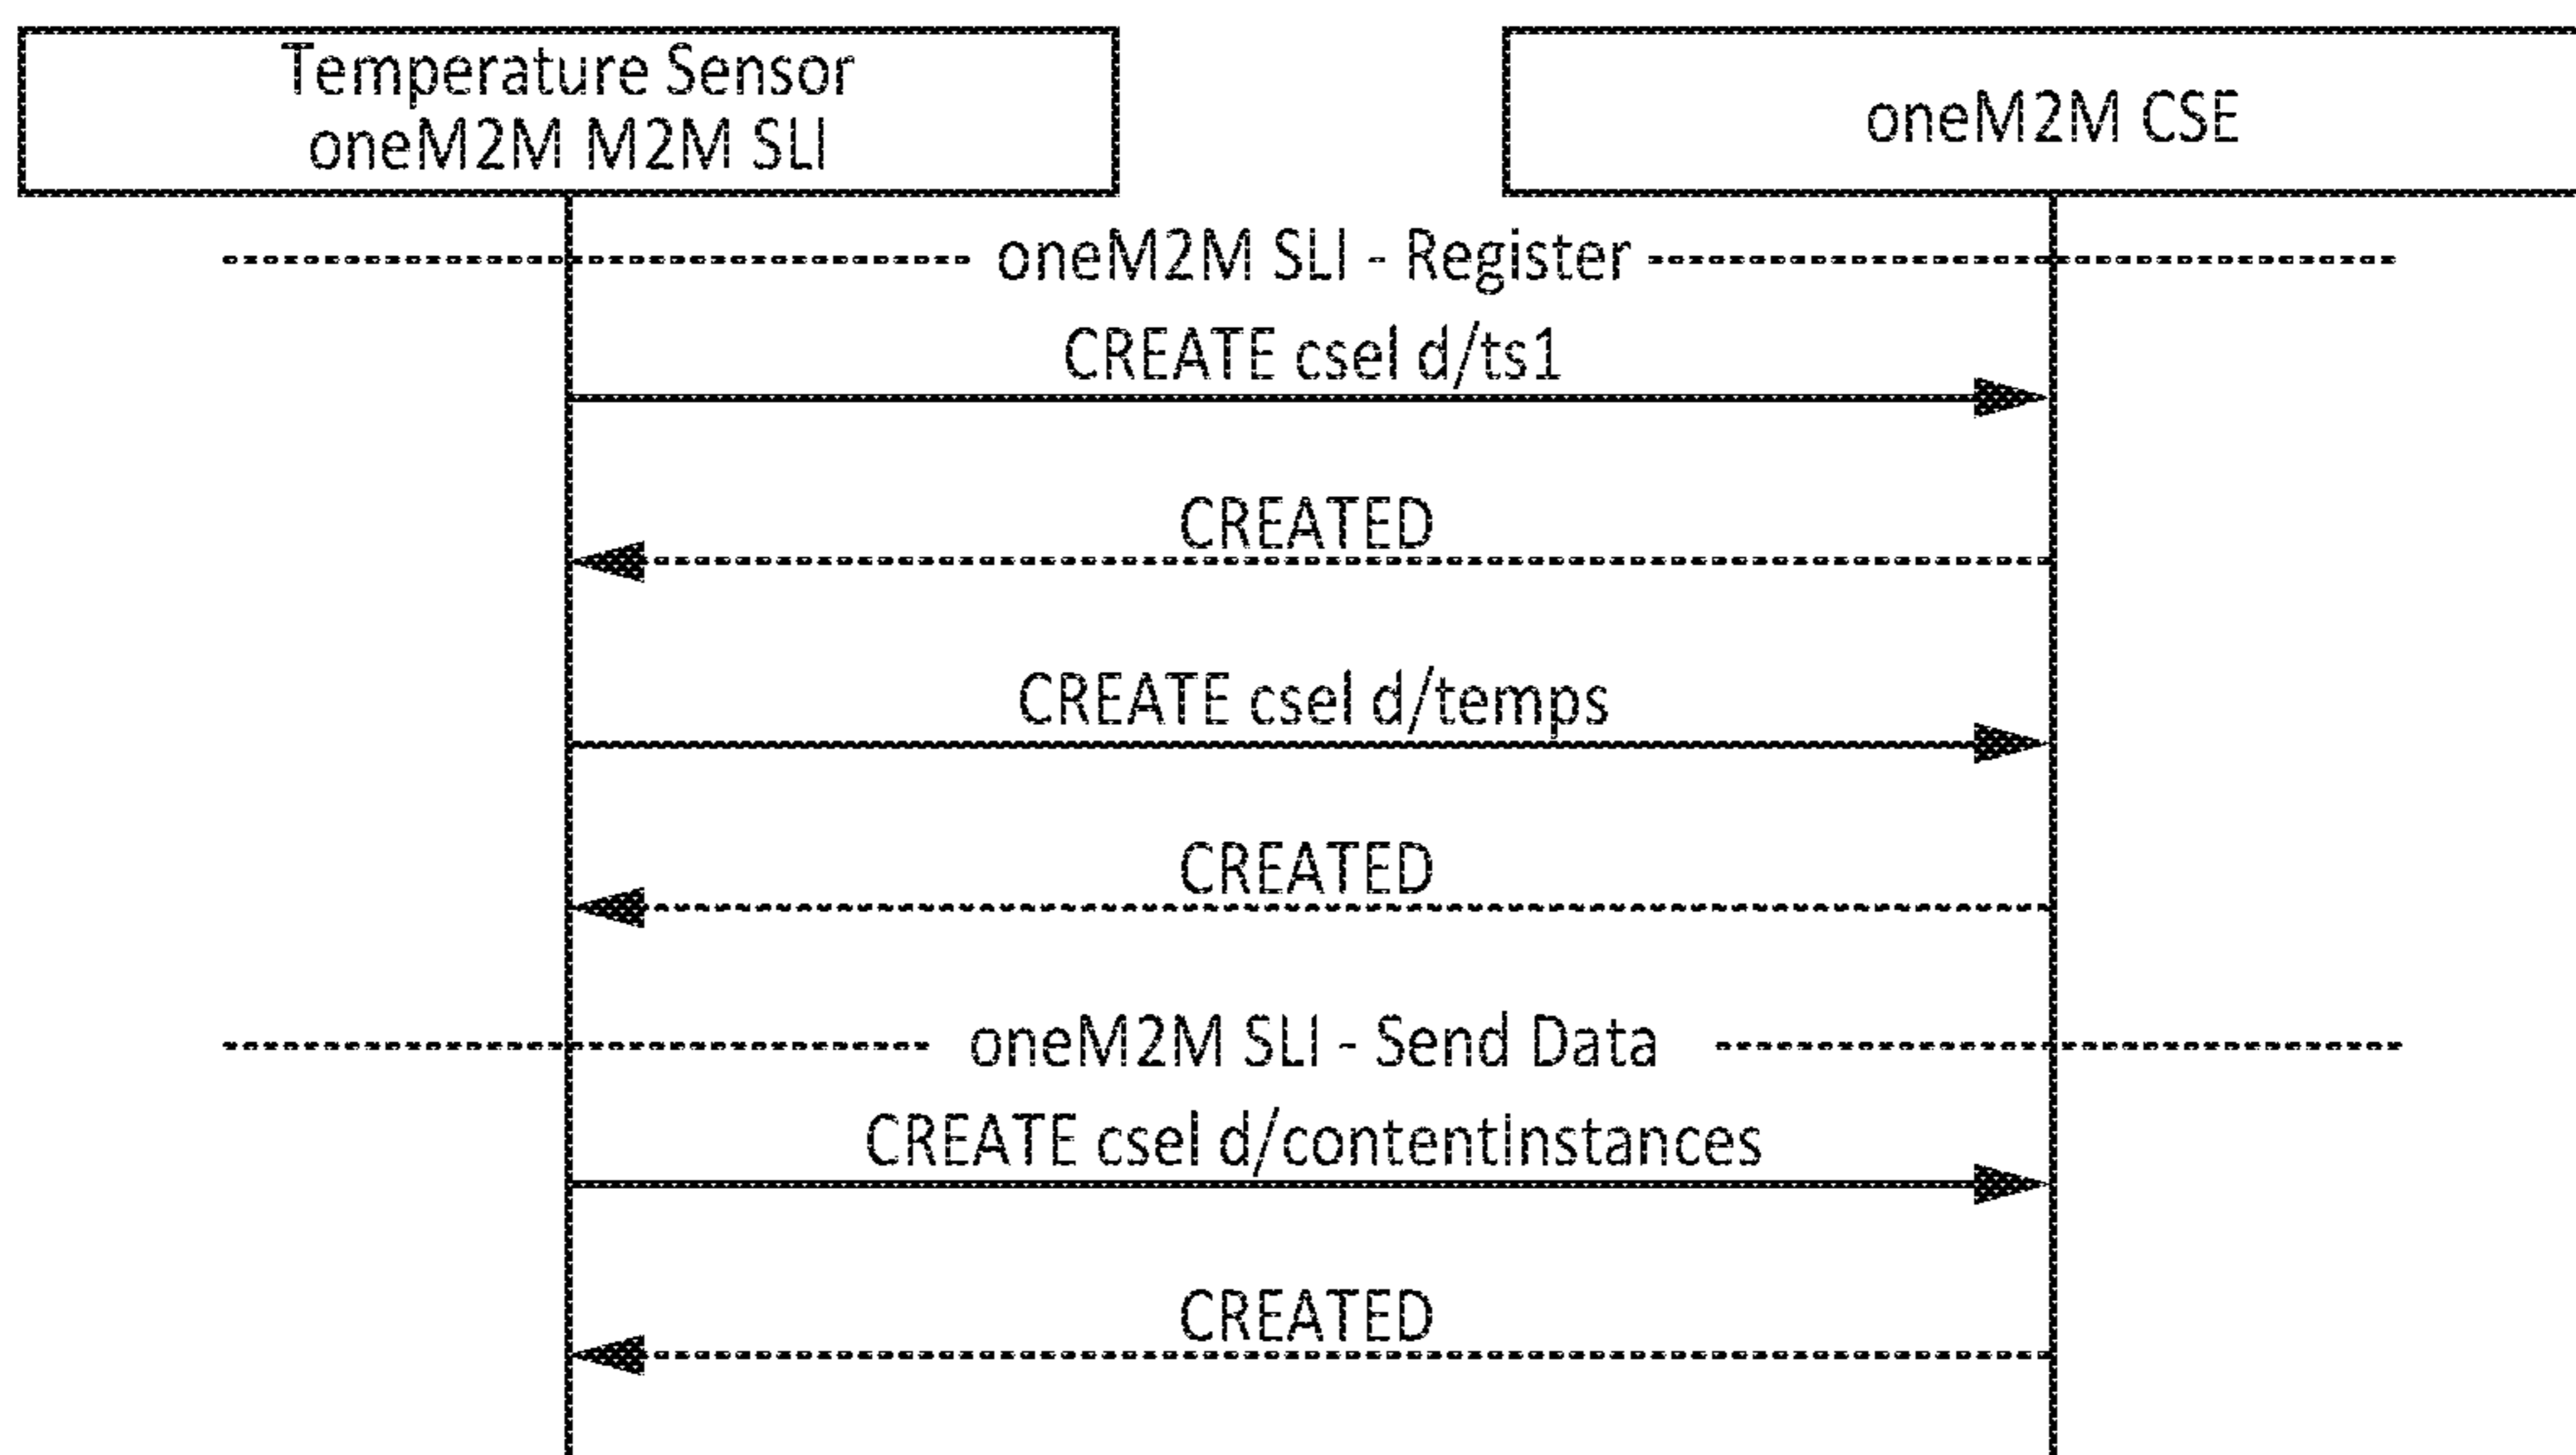 Temperature Sensor
oneM2M M2M SLI
oneM2M CSE
oneM2M SLI - Register
CREATE csel d/ts1
CREATED
CREATE csel d/temps
CREATED
oneM2M SLI - Send Data
CREATE csel d/contentInstances
CREATED